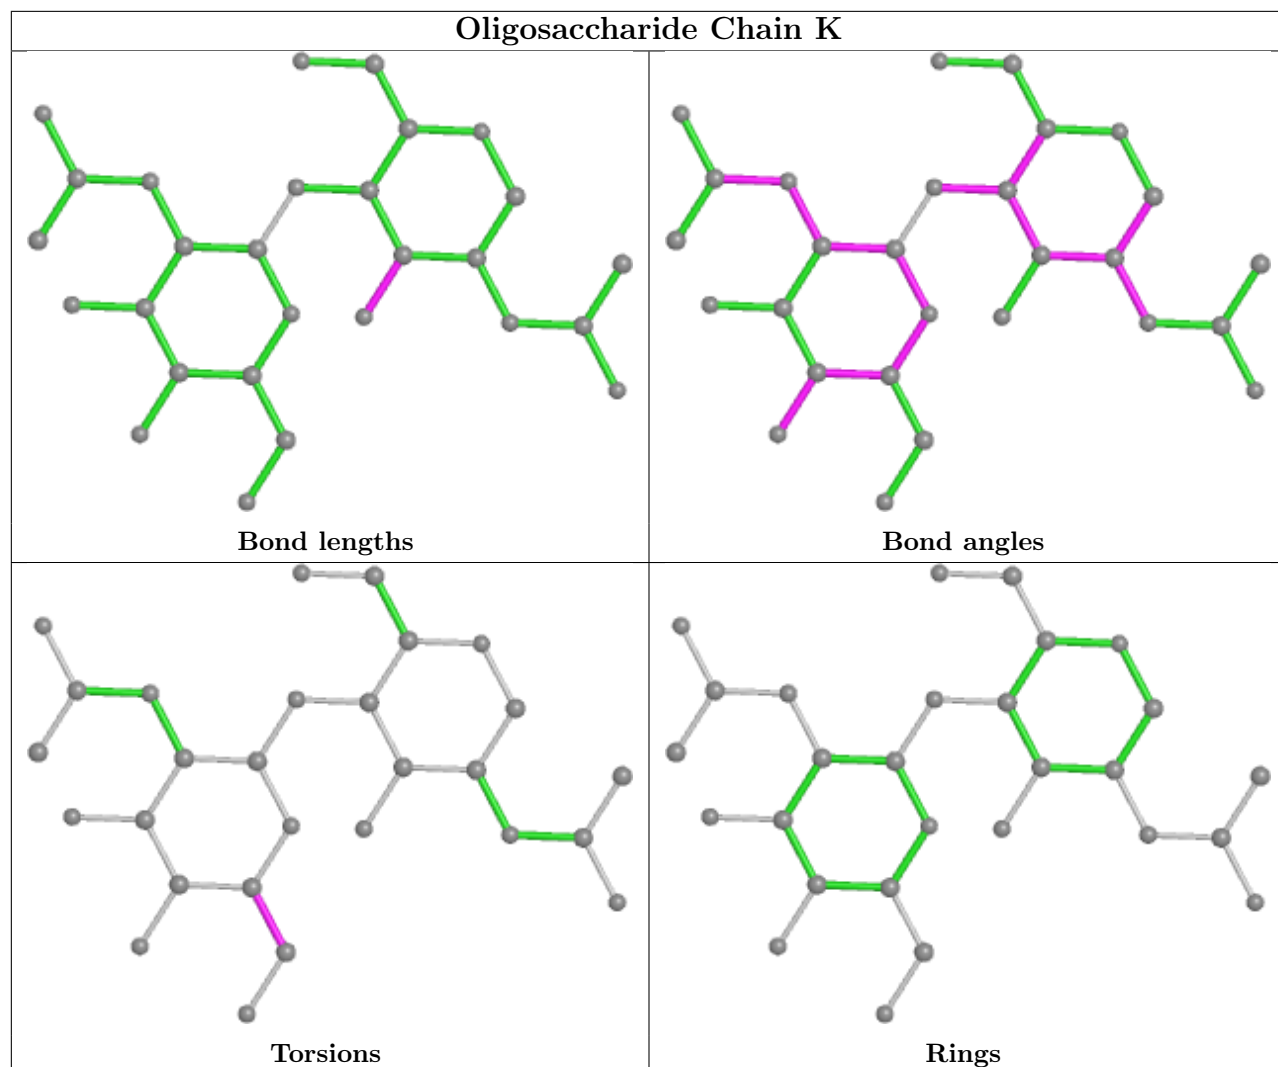 Oligosaccharide Chain K
Bond lengths
Bond angles
Torsions
Rings